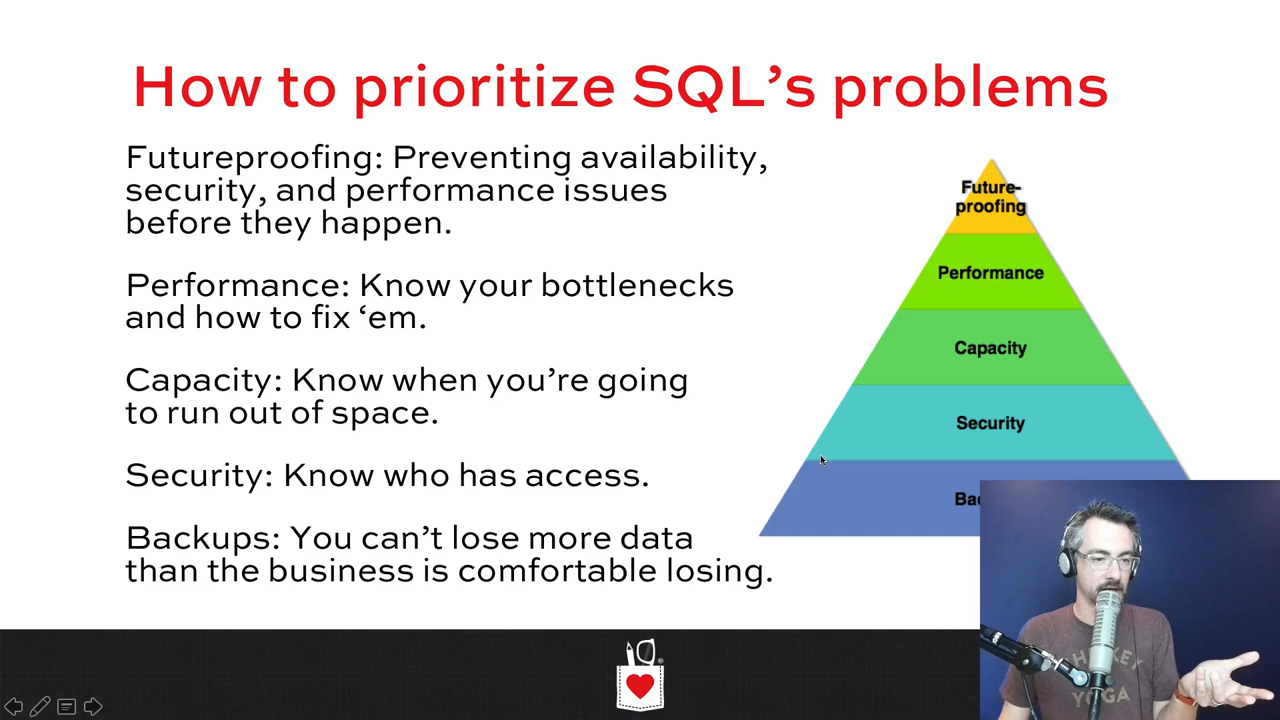 How to prioritize SQL’s problems
Futureproofing: Preventing availability,
security, and performance issues
before they happen.
Performance: Know your bottlenecks
and how to fix ‘em.
Capacity: Know when you’re going
to run out of space.
Security: Know who has access.
Backups: You can’t lose more data
than the business is comfortable losing.
Future-
proofing
Performance
Capacity
Security
YOGA